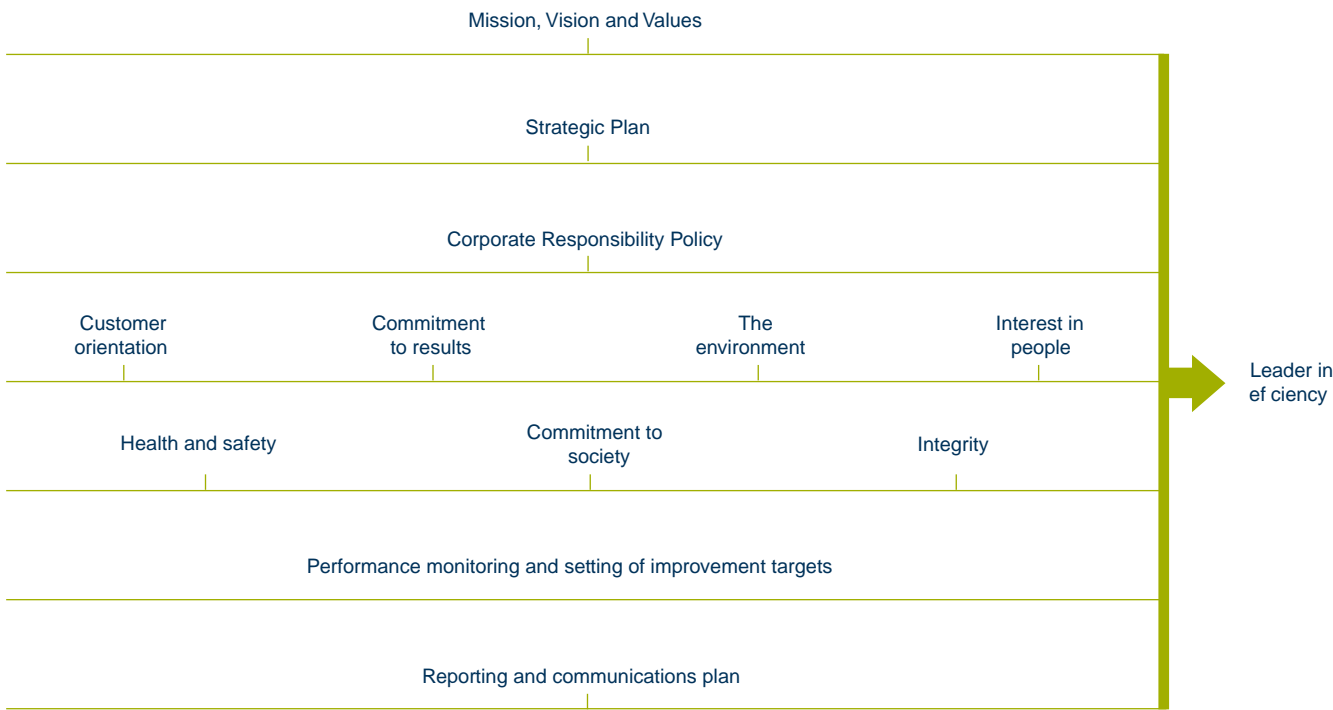 Mission, Vision and Values
Strategic Plan
Corporate Responsibility Policy
Customer
orientation
Commitment
to results
The
environment
Interest in
people
Leader in
ef ciency
Health and safety
Commitment to
society
Integrity
Performance monitoring and setting of improvement targets
Reporting and communications plan